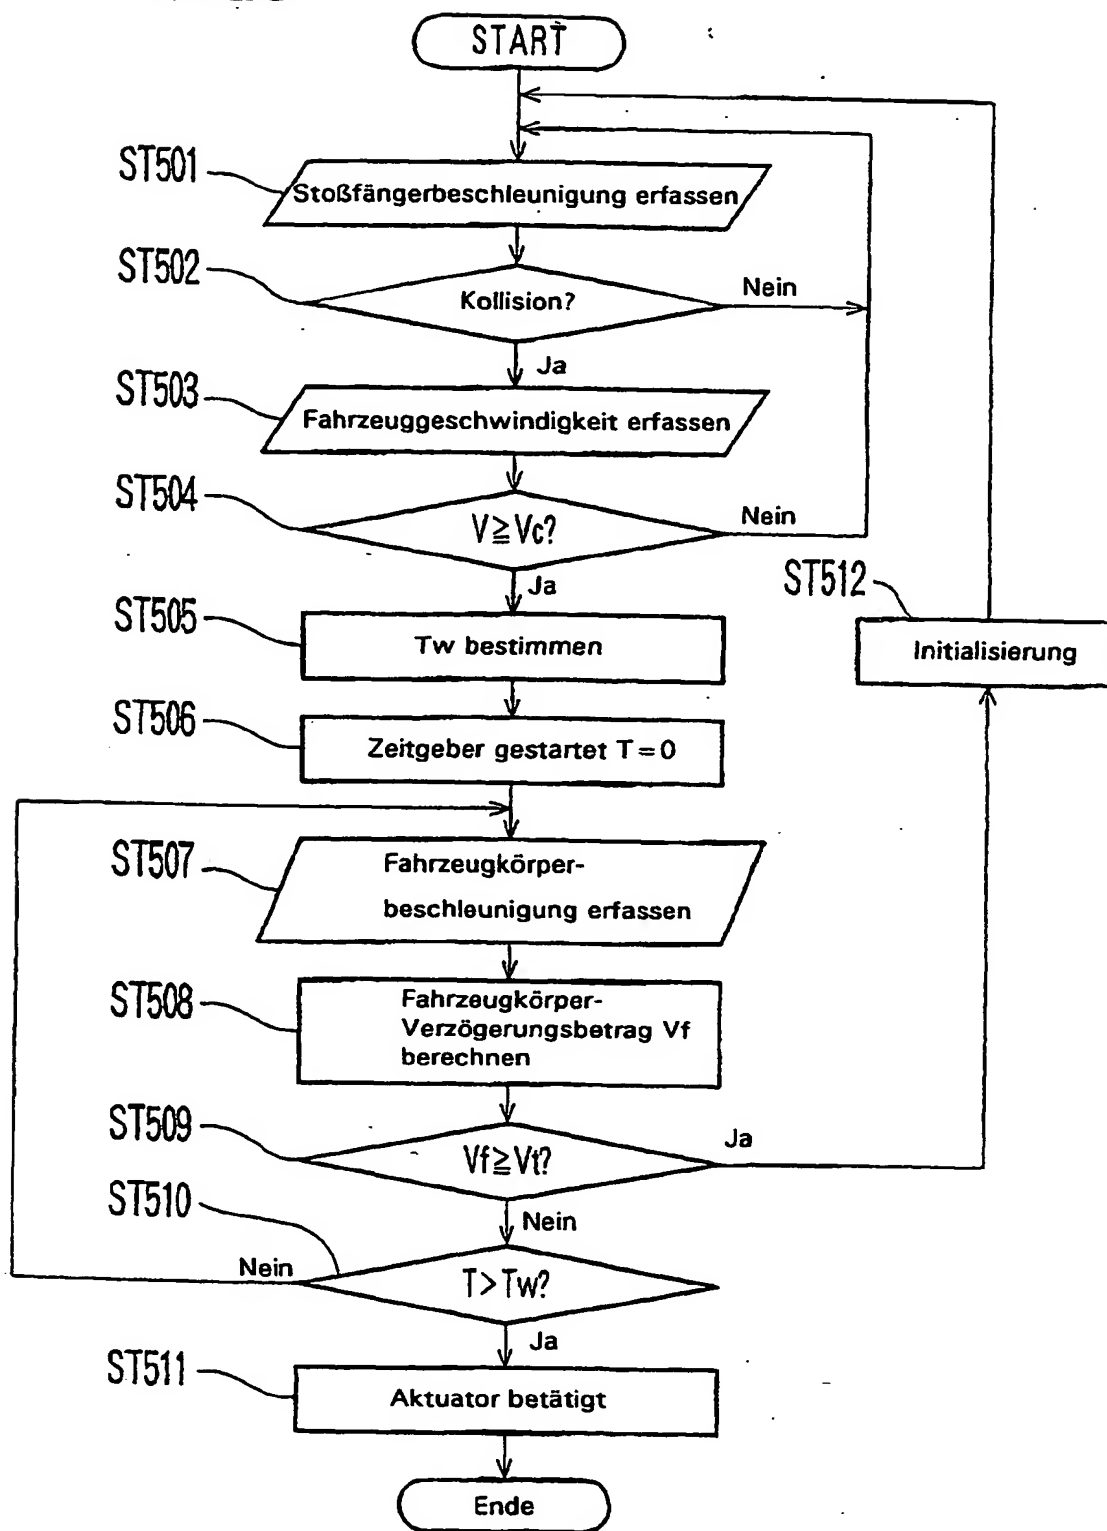 START
ST501
Stoßfängerbeschleunigung erfassen
ST502
Kollision?
Nein
Ja
ST503
Fahrzeuggeschwindigkeit erfassen
ST504
V≧Vc?
Nein
Ja
ST512
Initialisierung
ST505
Tw bestimmen
ST506
Zeitgeber gestartet T=0
ST507
Fahrzeugkörper-
beschleunigung erfassen
ST508
Fahrzeugkörper-
Verzögerungsbetrag Vf
berechnen
ST509
Vf≧Vt?
Ja
Nein
ST510
T>Tw?
Nein
Ja
ST511
Aktuator betätigt
Ende